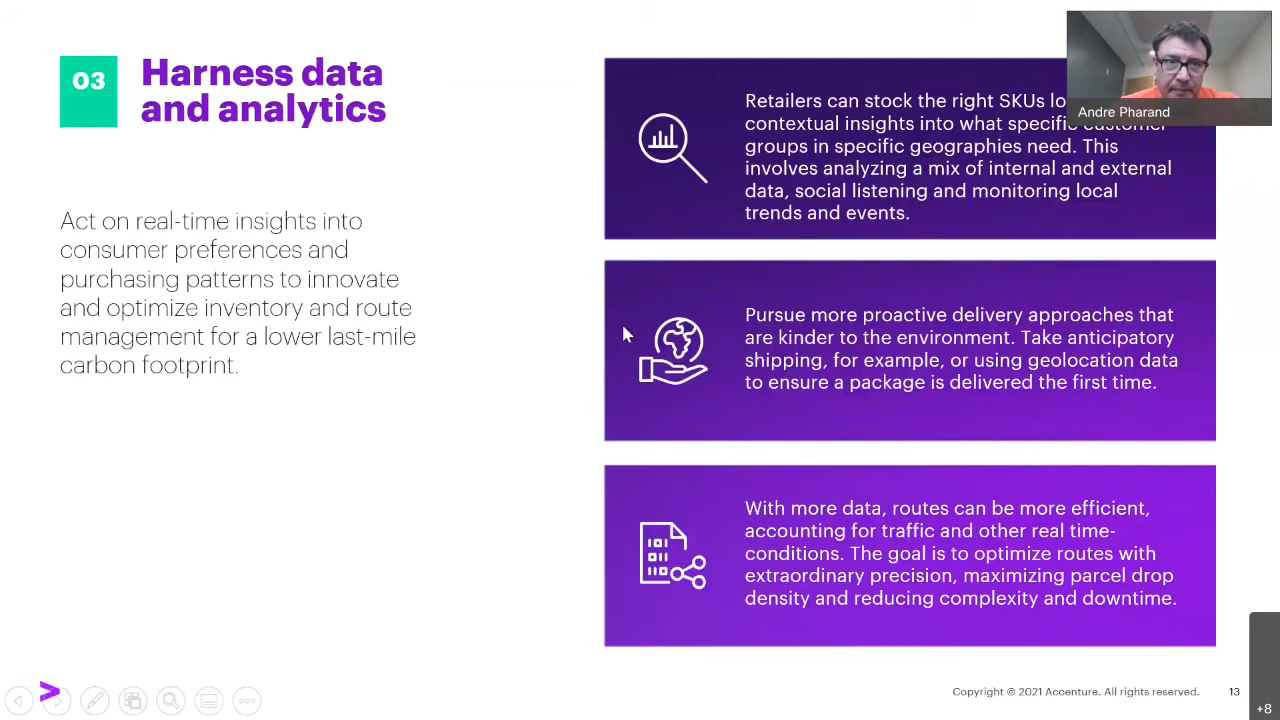 03
Harness data
and analytics
Act on real-time insights into
consumer preferences and
purchasing patterns to innovate
and optimize inventory and route
management for a lower last-mile
carbon footprint.
Retailers can stock the right SKUs
contextual insights into what specific customer
groups in specific geographies need. This
involves analyzing a mix of internal and external
data, social listening and monitoring local
trends and events.
Andre Pharand
Pursue more proactive delivery approaches that
are kinder to the environment. Take anticipatory
shipping, for example, or using geolocation data
to ensure a package is delivered the first time.
With more data, routes can be more efficient,
accounting for traffic and other real time-
conditions. The goal is to optimize routes with
extraordinary precision, maximizing parcel drop
density and reducing complexity and downtime.
Copyright © 2021 Accenture. All rights reserved.
13
+8